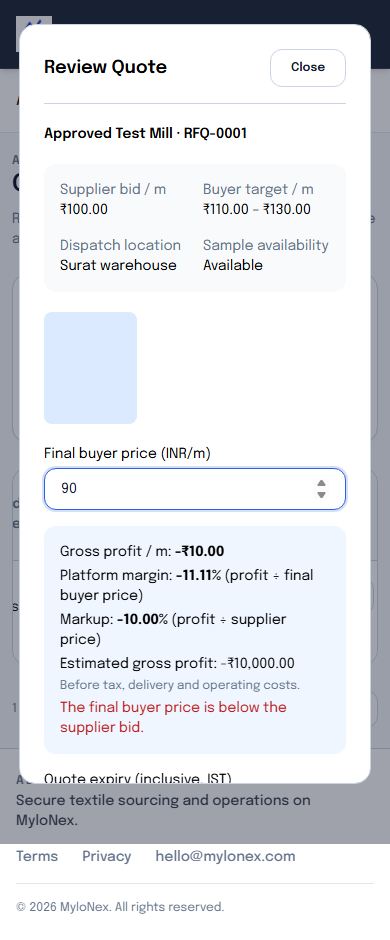 Review Quote
Close
Approved Test Mill · RFQ-0001
Supplier bid / m
Buyer target / m
₹100.00
₹110.00 – ₹130.00
Dispatch location
Sample availability
Surat warehouse
Available
Final buyer price (INR/m)
90
Gross profit / m: -₹10.00
Platform margin: -11.11% (profit ÷ final
buyer price)
Markup: -10.00% (profit ÷ supplier
price)
Estimated gross profit: -₹10,000.00
Before tax, delivery and operating costs.
The final buyer price is below the
supplier bid.
Quote expiry (inclusive, IST)
Secure textile sourcing and operations on
MyloNex.
Terms
Privacy
hello@mylonex.com
© 2026 MyloNex. All rights reserved.